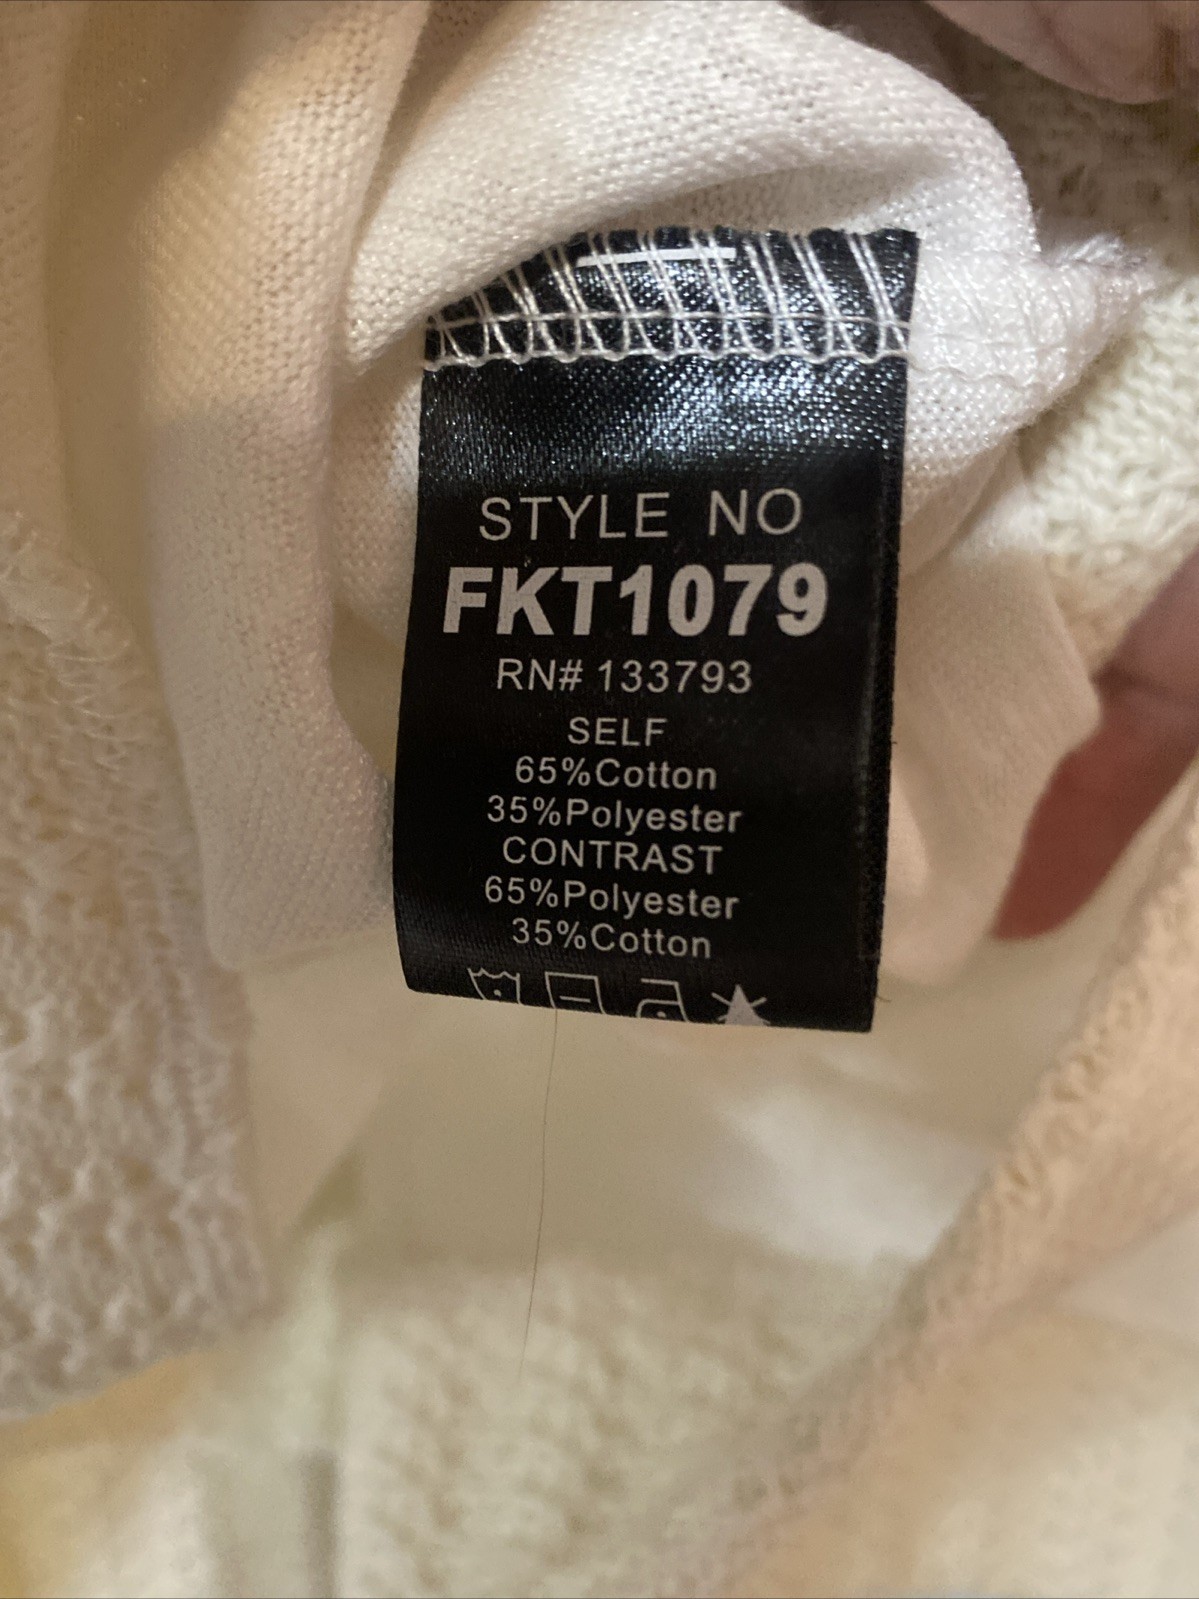 STYLE NO
FKT1079
RN# 133793
SELF
65%Cotton
35%Polyester
CONTRAST
65%Polyester
35%Cotton